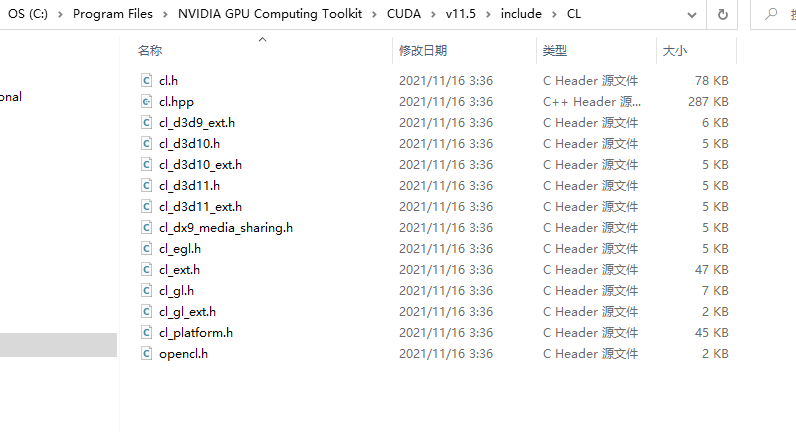 OS (C:) > Program Files > NVIDIA GPU Computing Toolkit > CUDA > v11.5 > include > CL
名称 修改日期 类型 大小
cl.h 2021/11/16 3:36 C Header 源文件 78 KB
onal
cl.hpp 2021/11/16 3:36 C++ Header 源... 287 KB
cl_d3d9_ext.h 2021/11/16 3:36 C Header 源文件 6 KB
cl_d3d10.h 2021/11/16 3:36 C Header 源文件 5 KB
cl_d3d10_ext.h 2021/11/16 3:36 C Header 源文件 5 KB
cl_d3d11.h 2021/11/16 3:36 C Header 源文件 5 KB
cl_d3d11_ext.h 2021/11/16 3:36 C Header 源文件 5 KB
cl_dx9_media_sharing.h 2021/11/16 3:36 C Header 源文件 5 KB
cl_egl.h 2021/11/16 3:36 C Header 源文件 5 KB
cl_ext.h 2021/11/16 3:36 C Header 源文件 47 KB
cl_gl.h 2021/11/16 3:36 C Header 源文件 7 KB
cl_gl_ext.h 2021/11/16 3:36 C Header 源文件 2 KB
cl_platform.h 2021/11/16 3:36 C Header 源文件 45 KB
opencl.h 2021/11/16 3:36 C Header 源文件 2 KB